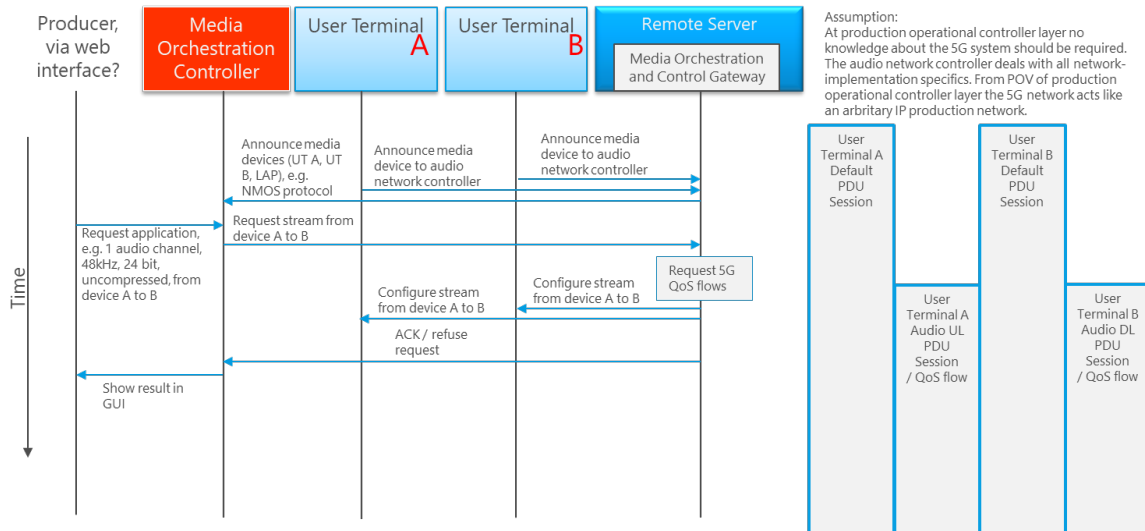 Producer,
via web
interface?
Media
Orchestration
Controller
User Terminal
A
User Terminal
B
Remote Server
Media Orchestration
and Control Gateway
Assumption:
At production operational controller layer no
knowledge about the 5G system should be required.
The audio network controller deals with all network-
implementation specifics. From POV of production
operational controller layer the 5G network acts like
an arbritary IP production network.
Time
Announce media
devices (UT A, UT
B, LAP), e.g.
NMOS protocol
Announce media
device to audio
network controller
Announce media
device to audio
network controller
Request application,
e.g. 1 audio channel,
48kHz, 24 bit,
uncompressed, from
device A to B
Request stream from
device A to B
Request 5G
QoS flows
Configure stream
from device A to B
Configure stream
from device A to B
ACK / refuse
request
Show result in
GUI
User
Terminal A
Default
PDU
Session
User
Terminal A
Audio UL
PDU
Session
/ QoS flow
User
Terminal B
Default
PDU
Session
User
Terminal B
Audio DL
PDU
Session
/ QoS flow